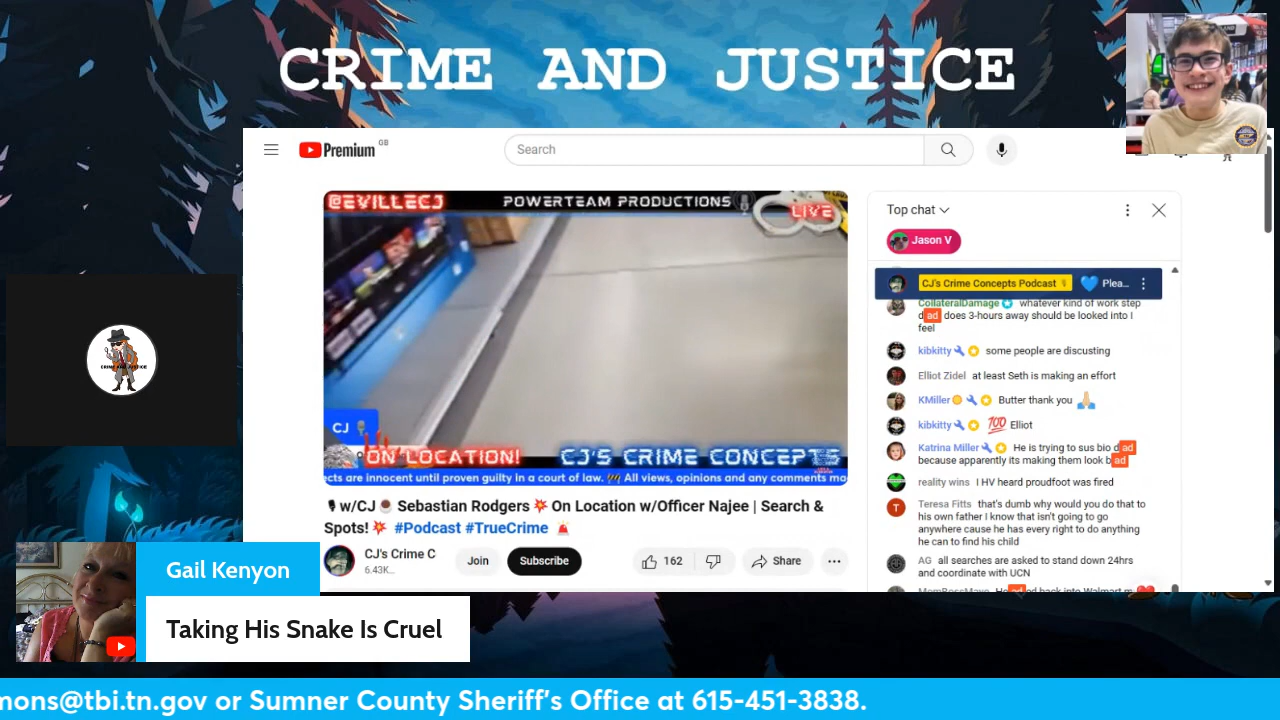 CRIME AND JUSTICE
Premium
GB
Search
@EVILLECJ
POWERTEAM PRODUCTIONS
LIVE
CJ
ON LOCATION!
CJ'S CRIME CONCEPTS
ects are innocent until proven guilty in a court of law. 🚧 All views, opinions and any comments ma
🎙w/CJ Sebastian Rodgers 💥 On Location w/Officer Najee | Search &
Spots!💥 #Podcast #TrueCrime 🚨
CJ's Crime C
6.43K...
Join
Subscribe
162
Share
Top chat
Jason V
CJ's Crime Concepts Podcast 💙 Plea...
CollateralDamage whatever kind of work step
dad does 3-hours away should be looked into I
feel
kibkitty some people are discusting
Elliot Zidel at least Seth is making an effort
KMiller Butter thank you 🙏
kibkitty 💯 Elliot
Katrina Miller He is trying to sus bio dad
because apparently its making them look bad
reality wins I HV heard proudfoot was fired
Teresa Fitts that's dumb why would you do that to
his own father I know that isn't going to go
anywhere cause he has every right to do anything
he can to find his child
AG all searches are asked to stand down 24hrs
and coordinate with UCN
CRIME AND JUSTICE
Gail Kenyon
Taking His Snake Is Cruel
mons@tbi.tn.gov or Sumner County Sheriff's Office at 615-451-3838.